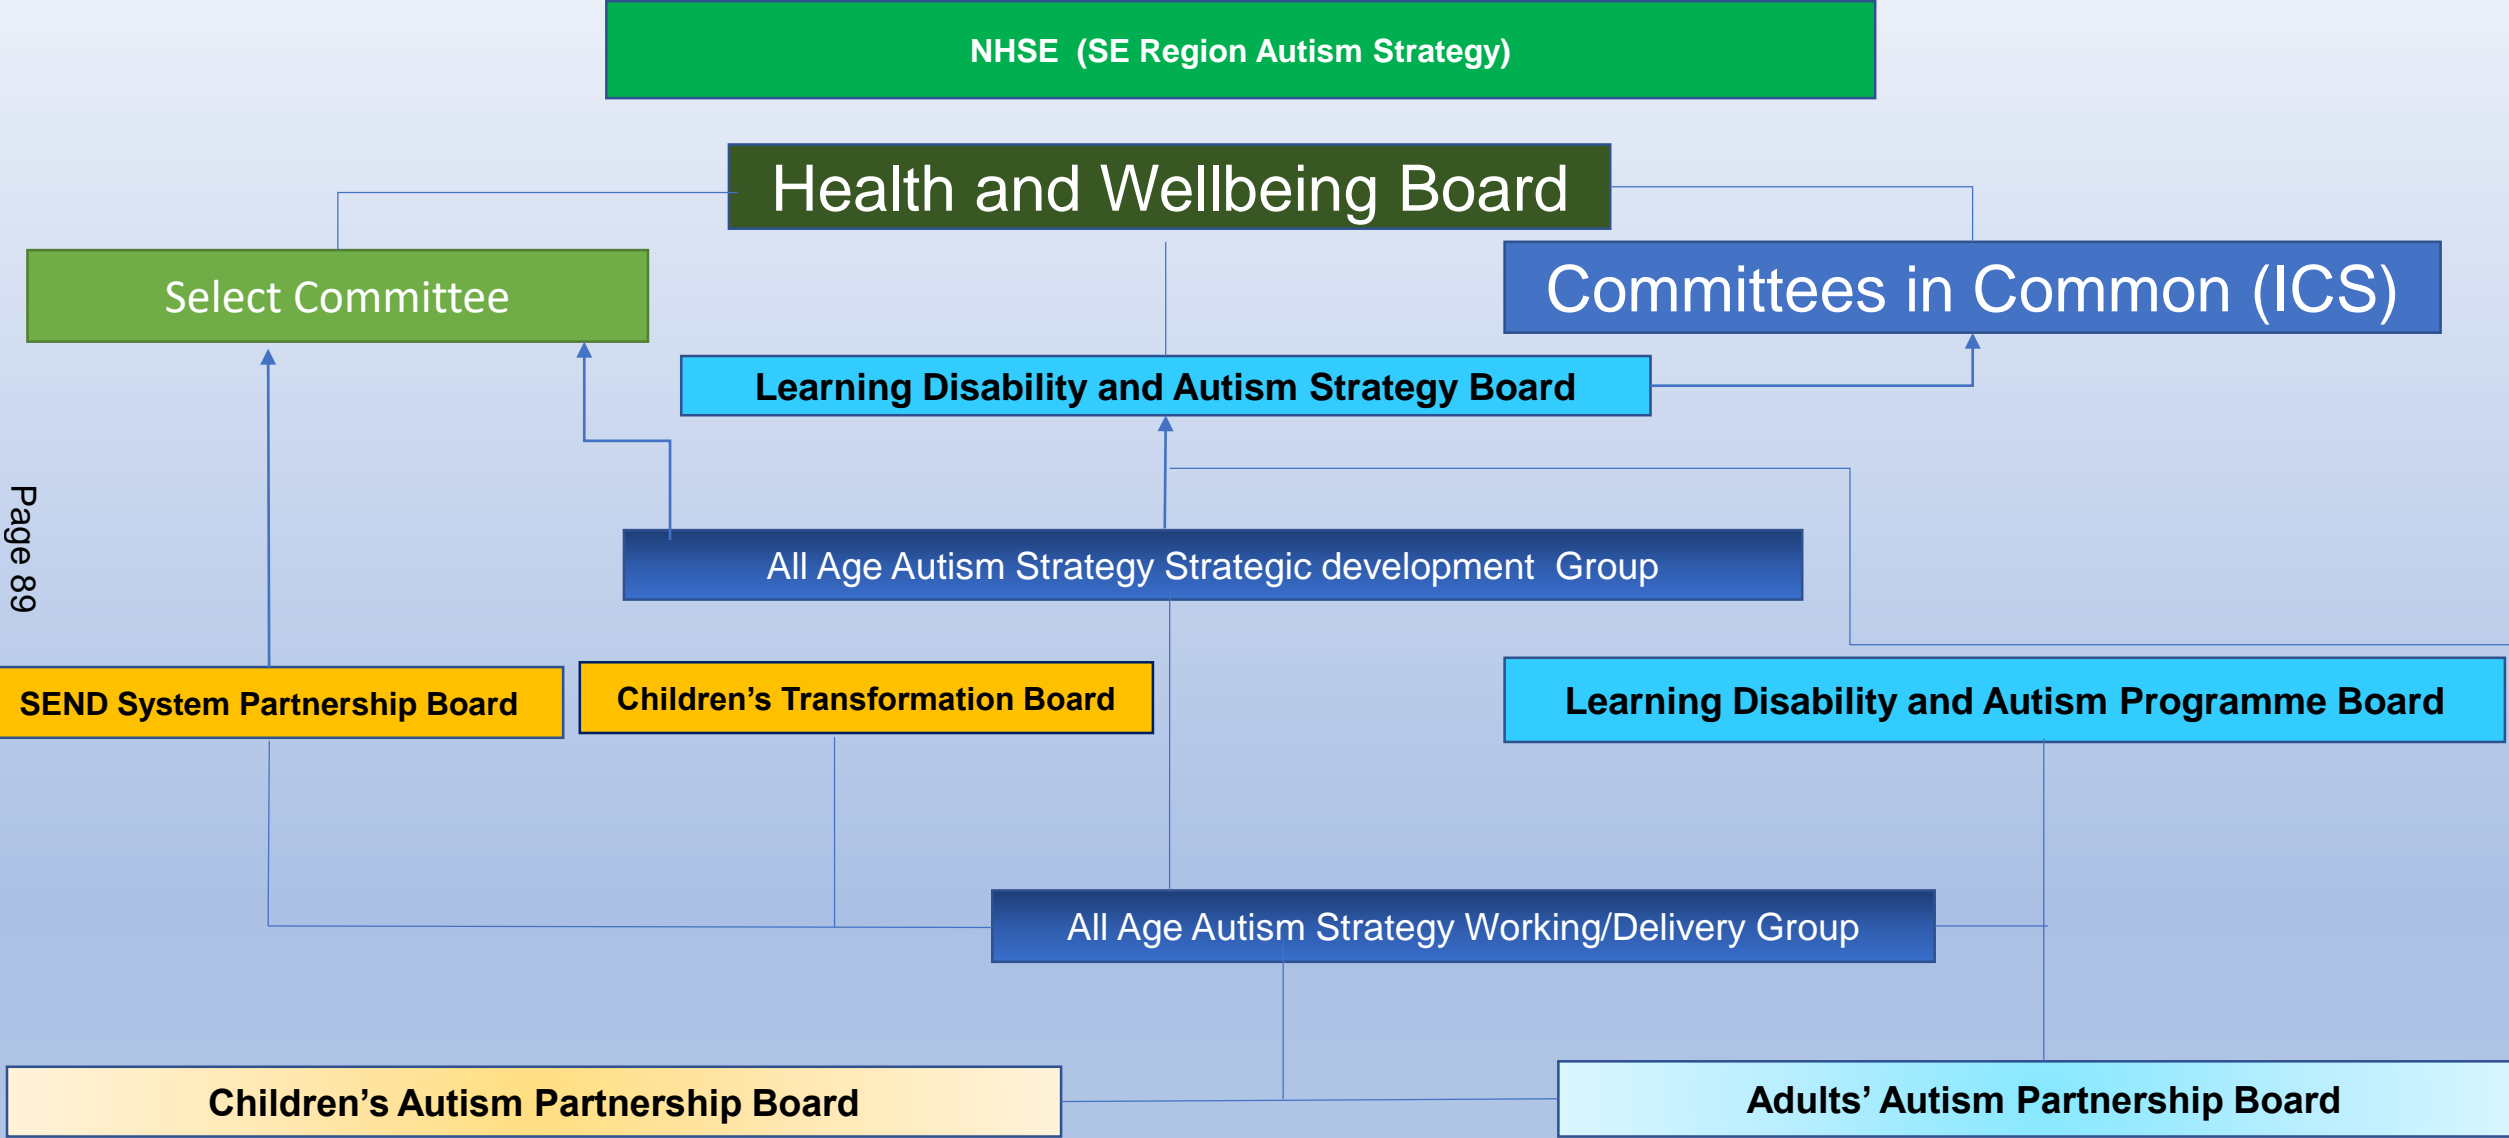 NHSE (SE Region Autism Strategy)
Health and Wellbeing Board
Select Committee
Committees in Common (ICS)
Learning Disability and Autism Strategy Board
All Age Autism Strategy Strategic development Group
Page 89
SEND System Partnership Board
Children’s Transformation Board
Learning Disability and Autism Programme Board
All Age Autism Strategy Working/Delivery Group
Children’s Autism Partnership Board
Adults’ Autism Partnership Board